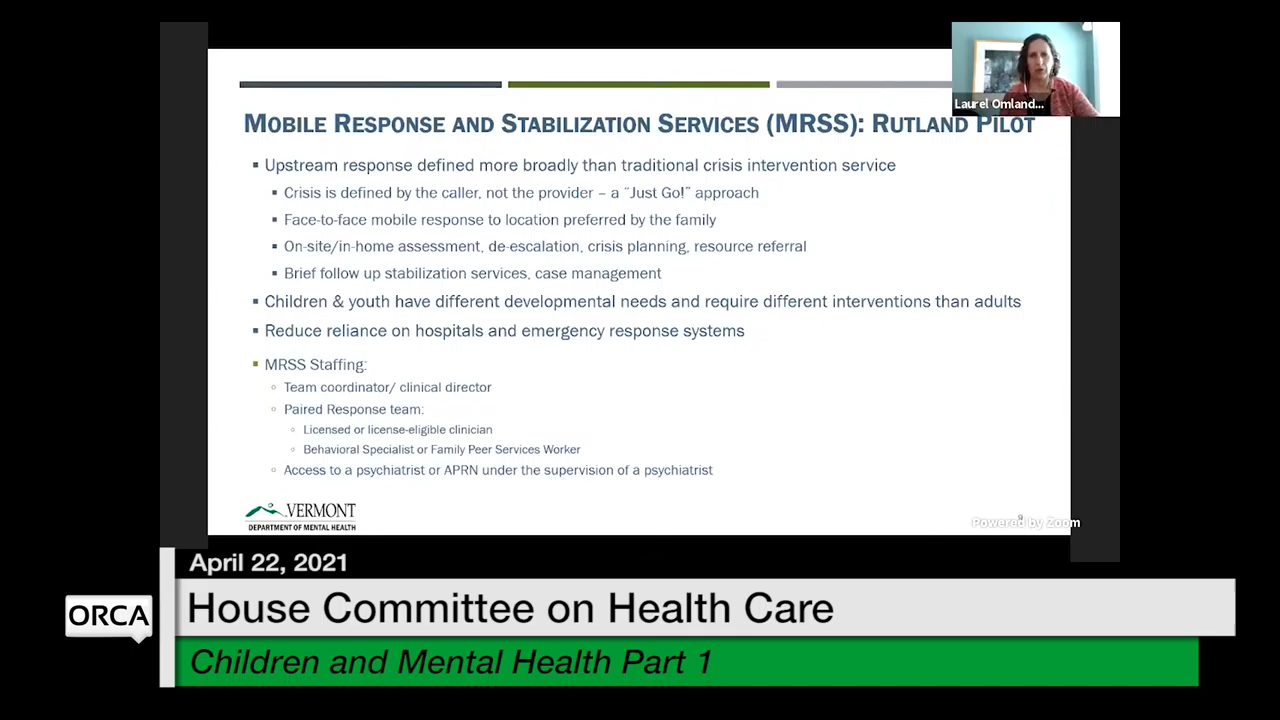 Laurel Omland...
MOBILE RESPONSE AND STABILIZATION SERVICES (MRSS): RUTLAND PILOT
Upstream response defined more broadly than traditional crisis intervention service
Crisis is defined by the caller, not the provider – a "Just Go!" approach
Face-to-face mobile response to location preferred by the family
On-site/in-home assessment, de-escalation, crisis planning, resource referral
Brief follow up stabilization services, case management
Children & youth have different developmental needs and require different interventions than adults
Reduce reliance on hospitals and emergency response systems
MRSS Staffing:
Team coordinator/ clinical director
Paired Response team:
Licensed or license-eligible clinician
Behavioral Specialist or Family Peer Services Worker
Access to a psychiatrist or APRN under the supervision of a psychiatrist
VERMONT
DEPARTMENT OF MENTAL HEALTH
Powered by Zoom
April 22, 2021
ORCA
House Committee on Health Care
Children and Mental Health Part 1